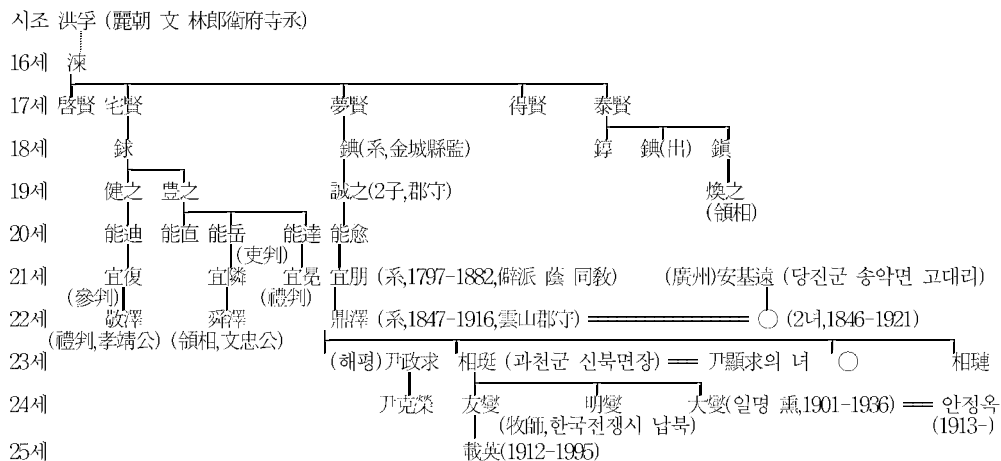 시조 洪孚 (麗朝 文 林郎衛府寺丞)
16세 湅
17세 啓賢 宅賢 夢賢 得賢 泰賢
18세 銶 錪(系,金城縣監) 錞 錪(出) 鎭
19세 健之 豊之 誠之(2子,郡守) 煥之
(領相)
20세 能迪 能直 能岳 能達 能愈
(吏判)
21세 宜復 宜隣 宜晃 宜朋 (系,1797-1882,僻派 蔭 同敎) (廣州)安基遠 (당진군 송악면 고대리)
(參判) (禮判)
22세 敬澤 舜澤 鼎澤 (系,1847-1916,雲山郡守) ○ (2녀,1846-1921)
(禮判,孝靖公) (領相,文忠公)
23세 (해평)尹政求 相珽 (과천군 신북면장) 尹顯求의 녀 ○ 相璉
24세 尹克榮 友燮 明燮 大燮(일명 熏,1901-1936) 안정옥
(牧師,한국전쟁시 납북) (1913-)
25세 載英(1912-1995)